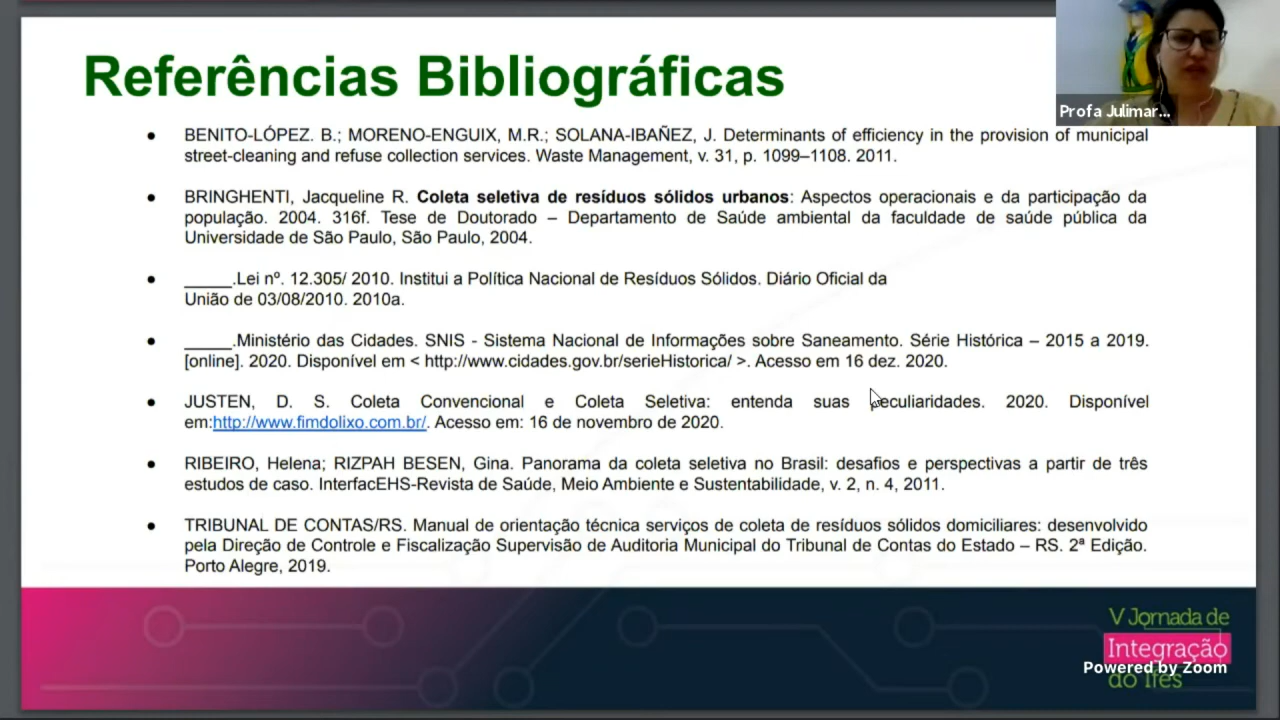 Referências Bibliográficas
Profa Julimar...
● BENITO-LÓPEZ. B.; MORENO-ENGUIX, M.R.; SOLANA-IBAÑEZ, J. Determinants of efficiency in the provision of municipal
street-cleaning and refuse collection services. Waste Management, v. 31, p. 1099–1108. 2011.
● BRINGHENTI, Jacqueline R. Coleta seletiva de resíduos sólidos urbanos: Aspectos operacionais e da participação da
população. 2004. 316f. Tese de Doutorado – Departamento de Saúde ambiental da faculdade de saúde pública da
Universidade de São Paulo, São Paulo, 2004.
● _____.Lei nº. 12.305/ 2010. Institui a Política Nacional de Resíduos Sólidos. Diário Oficial da
União de 03/08/2010. 2010a.
● _____.Ministério das Cidades. SNIS - Sistema Nacional de Informações sobre Saneamento. Série Histórica – 2015 a 2019.
[online]. 2020. Disponível em < http://www.cidades.gov.br/serieHistorica/ >. Acesso em 16 dez. 2020.
● JUSTEN, D. S. Coleta Convencional e Coleta Seletiva: entenda suas peculiaridades. 2020. Disponível
em:http://www.fimdolixo.com.br/. Acesso em: 16 de novembro de 2020.
● RIBEIRO, Helena; RIZPAH BESEN, Gina. Panorama da coleta seletiva no Brasil: desafios e perspectivas a partir de três
estudos de caso. InterfacEHS-Revista de Saúde, Meio Ambiente e Sustentabilidade, v. 2, n. 4, 2011.
● TRIBUNAL DE CONTAS/RS. Manual de orientação técnica serviços de coleta de resíduos sólidos domiciliares: desenvolvido
pela Direção de Controle e Fiscalização Supervisão de Auditoria Municipal do Tribunal de Contas do Estado – RS. 2ª Edição.
Porto Alegre, 2019.
V Jornada de
Integração
do Ifes
Powered by Zoom